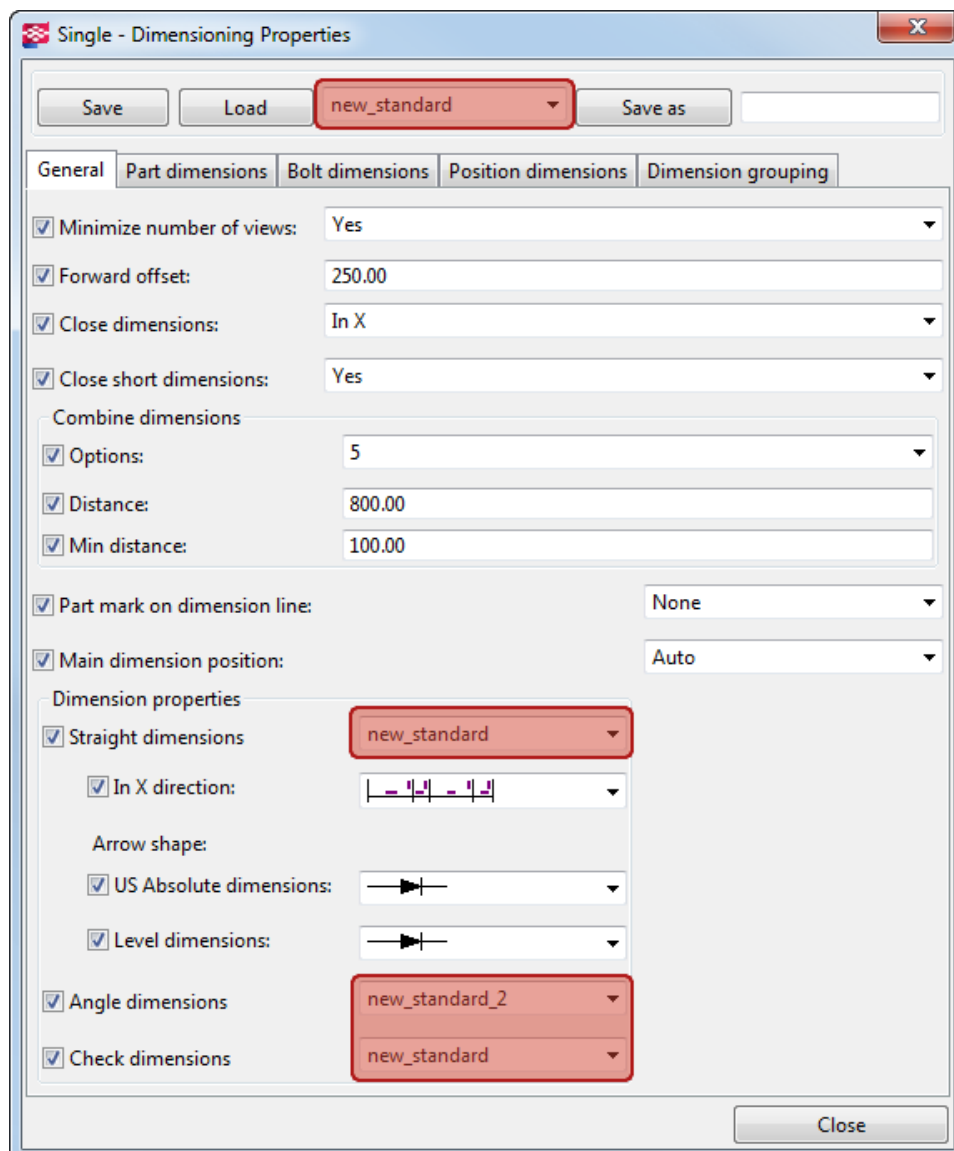 Single - Dimensioning Properties
Save Load new_standard Save as
General Part dimensions Bolt dimensions Position dimensions Dimension grouping
Minimize number of views: Yes
Forward offset: 250.00
Close dimensions: In X
Close short dimensions: Yes
Combine dimensions
Options: 5
Distance: 800.00
Min distance: 100.00
Part mark on dimension line: None
Main dimension position: Auto
Dimension properties
Straight dimensions new_standard
In X direction:
Arrow shape:
US Absolute dimensions:
Level dimensions:
Angle dimensions new_standard_2
Check dimensions new_standard
Close